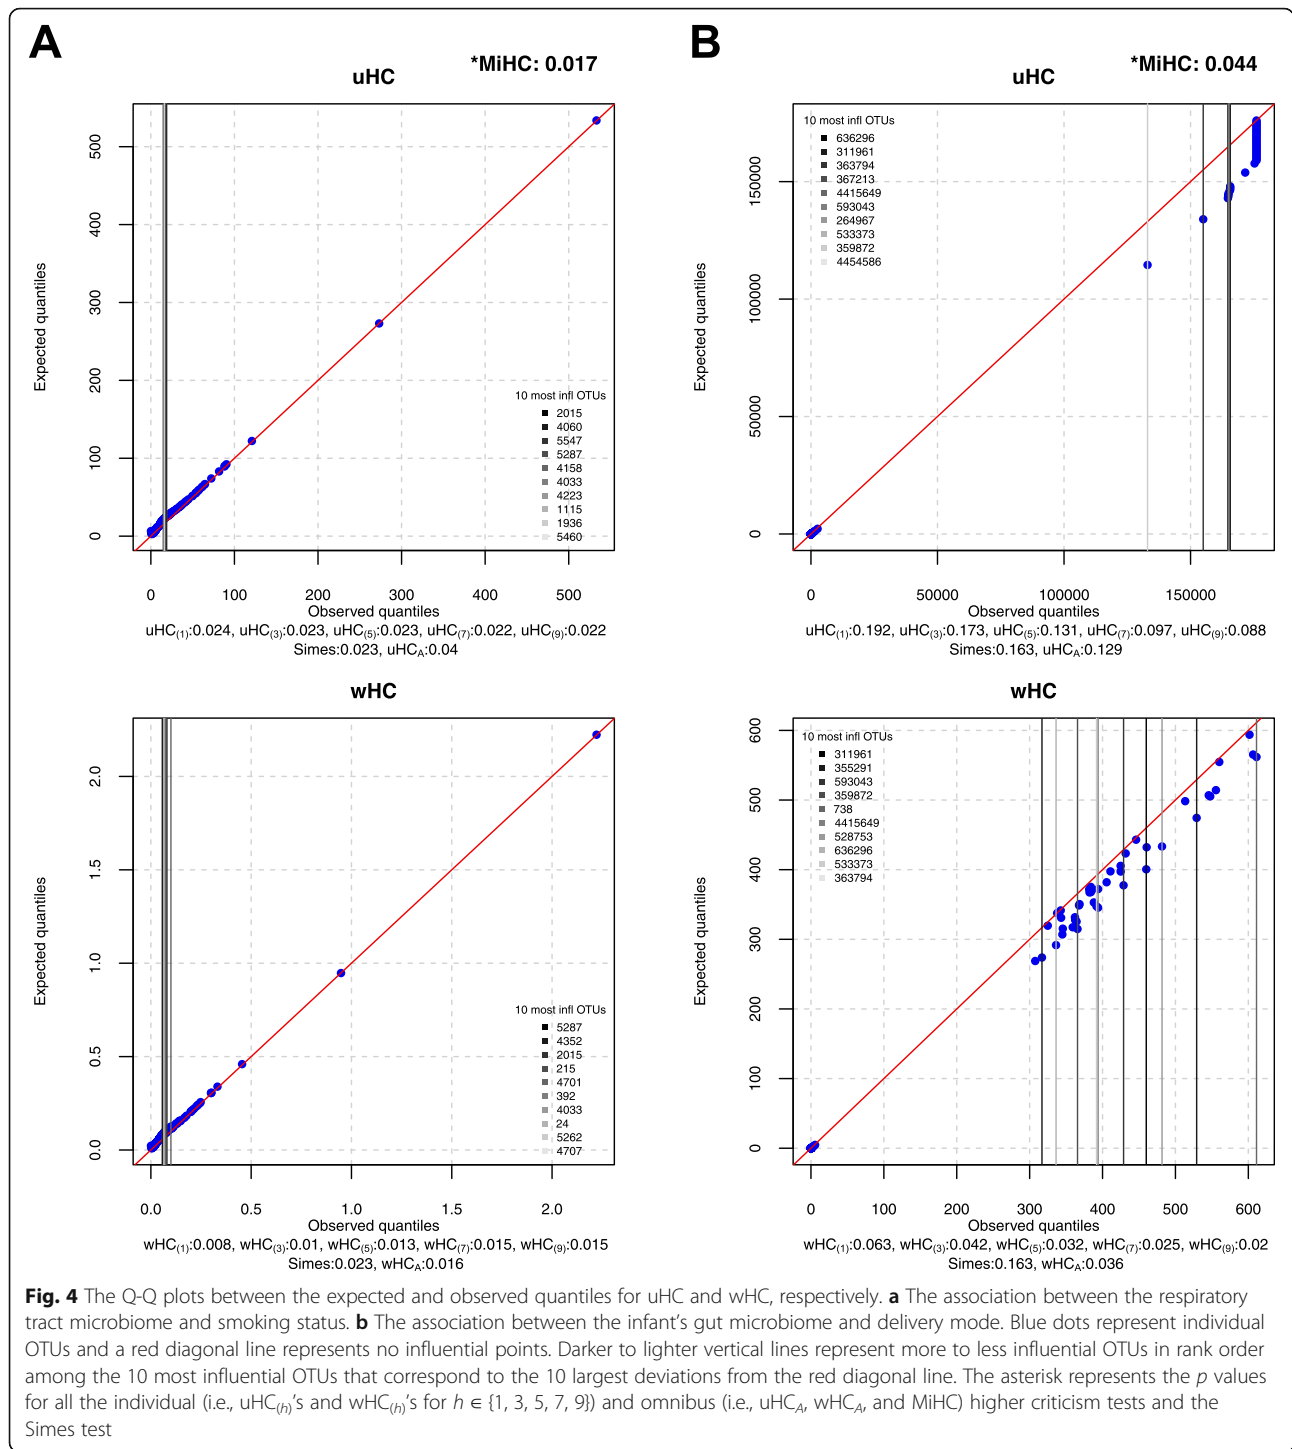 A
*MiHC: 0.017
uHC
Expected quantiles
0
100
200
300
400
500
10 most infl OTUs
2015
4060
5547
5287
4158
4033
4223
1115
1936
5460
0 100 200 300 400 500
Observed quantiles
uHC(1):0.024, uHC(3):0.023, uHC(5):0.023, uHC(7):0.022, uHC(9):0.022
Simes:0.023, uHCA:0.04
wHC
Expected quantiles
0.0
0.5
1.0
1.5
2.0
10 most infl OTUs
5287
4352
2015
215
4701
392
4033
24
5262
4707
0.0 0.5 1.0 1.5 2.0
Observed quantiles
wHC(1):0.008, wHC(3):0.01, wHC(5):0.013, wHC(7):0.015, wHC(9):0.015
Simes:0.023, wHCA:0.016
B
*MiHC: 0.044
uHC
Expected quantiles
0
50000
100000
150000
10 most infl OTUs
636296
311961
363794
367213
4415649
593043
264967
533373
359872
4454586
0 50000 100000 150000
Observed quantiles
uHC(1):0.192, uHC(3):0.173, uHC(5):0.131, uHC(7):0.097, uHC(9):0.088
Simes:0.163, uHCA:0.129
wHC
Expected quantiles
0
100
200
300
400
500
600
10 most infl OTUs
311961
355291
593043
359872
738
4415649
528753
636296
533373
363794
0 100 200 300 400 500 600
Observed quantiles
wHC(1):0.063, wHC(3):0.042, wHC(5):0.032, wHC(7):0.025, wHC(9):0.02
Simes:0.163, wHCA:0.036
Fig. 4 The Q-Q plots between the expected and observed quantiles for uHC and wHC, respectively. a The association between the respiratory
tract microbiome and smoking status. b The association between the infant's gut microbiome and delivery mode. Blue dots represent individual
OTUs and a red diagonal line represents no influential points. Darker to lighter vertical lines represent more to less influential OTUs in rank order
among the 10 most influential OTUs that correspond to the 10 largest deviations from the red diagonal line. The asterisk represents the p values
for all the individual (i.e., uHC(h)'s and wHC(h)'s for h ∈ {1, 3, 5, 7, 9}) and omnibus (i.e., uHCA, wHCA, and MiHC) higher criticism tests and the
Simes test